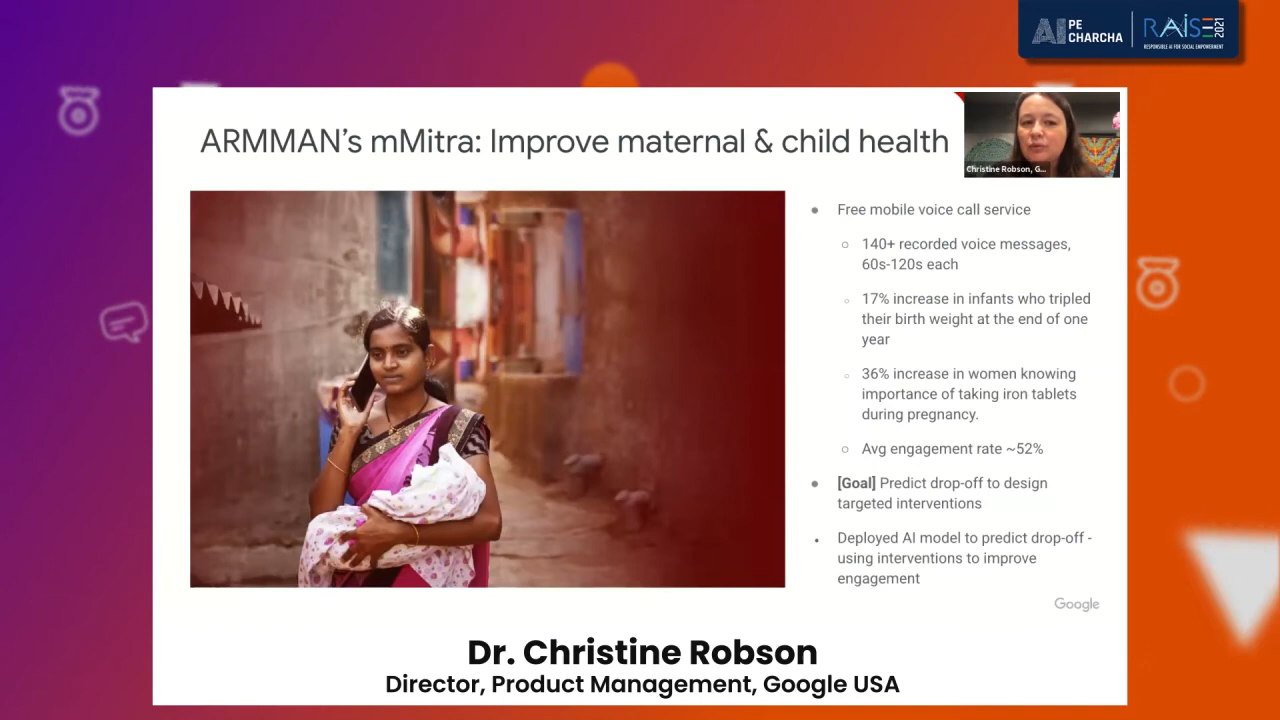 AI PE CHARCHA
RAISE 2021
RESPONSIBLE AI FOR SOCIAL EMPOWERMENT
ARMMAN's mMitra: Improve maternal & child health
Christine Robson, G...
Free mobile voice call service
140+ recorded voice messages,
60s-120s each
17% increase in infants who tripled
their birth weight at the end of one
year
36% increase in women knowing
importance of taking iron tablets
during pregnancy.
Avg engagement rate ~52%
[Goal] Predict drop-off to design
targeted interventions
Deployed AI model to predict drop-off -
using interventions to improve
engagement
Google
Dr. Christine Robson
Director, Product Management, Google USA